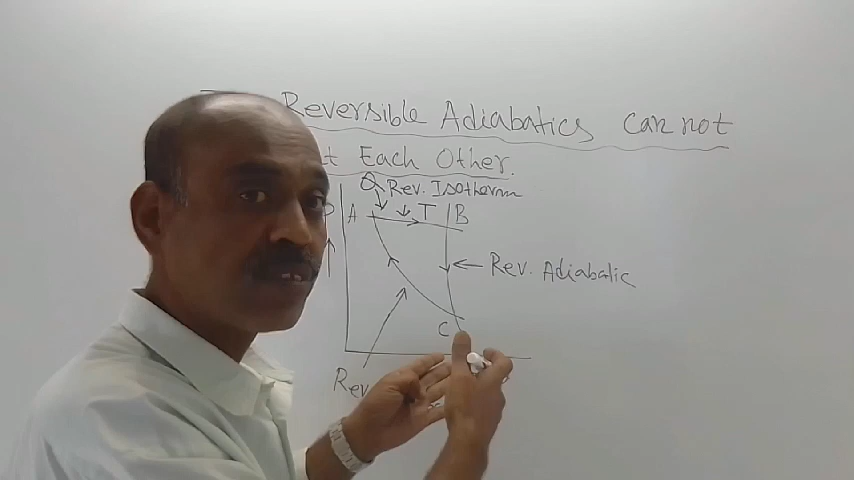 Reversible Adiabatics Can not
Each Other.
Q Rev. Isotherm
P A T B
Rev. Adiabatic
C
Rev